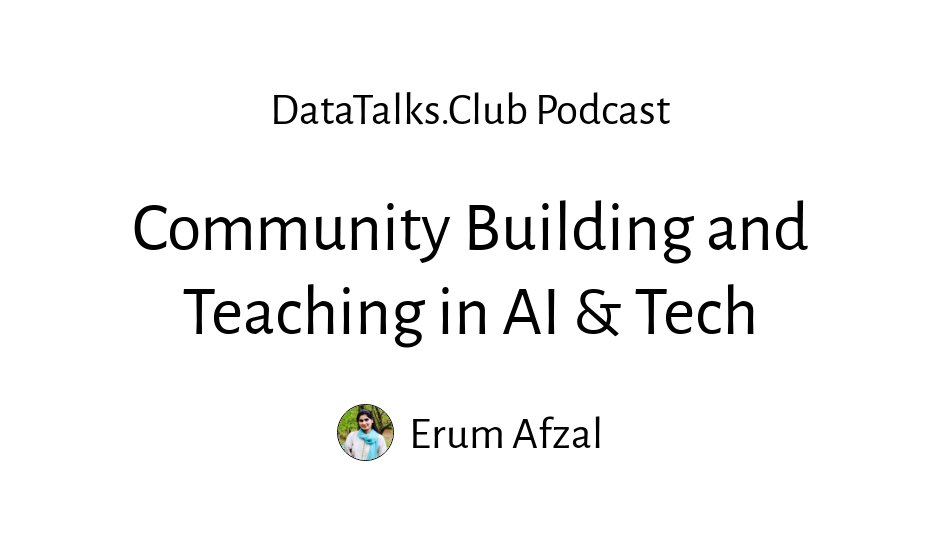 DataTalks.Club Podcast
Community Building and
Teaching in AI & Tech
Erum Afzal